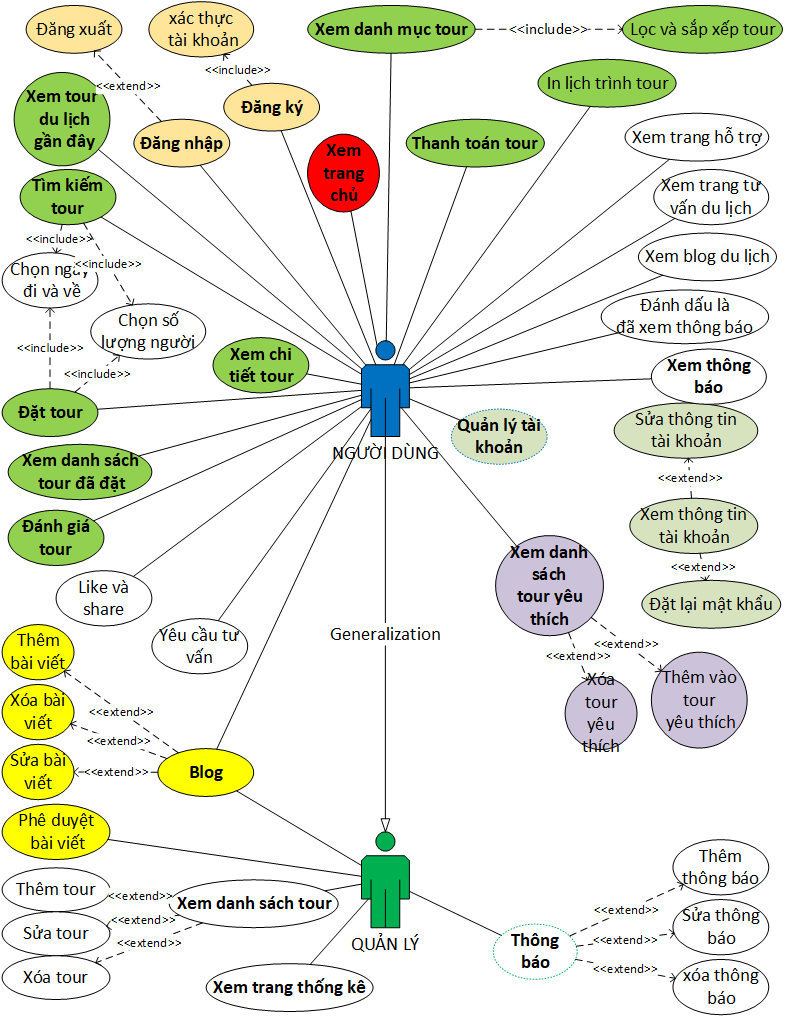 Đăng xuất
xác thực
tài khoản
Xem danh mục tour
<<include>>
Lọc và sắp xếp tour
<<include>>
<<extend>>
Xem tour
du lịch
gần đây
Đăng ký
In lịch trình tour
Đăng nhập
Xem
trang
chủ
Thanh toán tour
Xem trang hỗ trợ
Tìm kiếm
tour
Xem trang tư
vấn du lịch
<<include>>
<<include>>
Chọn ngày
đi và về
Xem blog du lịch
Chọn số
lượng người
Đánh dấu là
đã xem thông báo
<<include>>
<<include>>
Xem chi
tiết tour
Xem thông
báo
Đặt tour
Quản lý tài
khoản
Sửa thông tin
tài khoản
NGƯỜI DÙNG
Xem danh sách
tour đã đặt
<<extend>>
Đánh giá
tour
Xem thông tin
tài khoản
<<extend>>
Xem danh
sách
tour yêu
thích
Like và
share
Đặt lại mật khẩu
Yêu cầu tư
vấn
Generalization
Thêm
bài viết
<<extend>>
<<extend>>
Xóa
tour
yêu
thích
Thêm vào
tour
yêu thích
Xóa bài
viết
<<extend>>
<<extend>>
Sửa bài
viết
<<extend>>
Blog
Phê duyệt
bài viết
Thêm
thông báo
Thêm tour
<<extend>>
Xem danh sách tour
<<extend>>
Sửa tour
<<extend>>
<<extend>>
QUẢN LÝ
Thông
báo
<<extend>>
Sửa thông
báo
Xóa tour
<<extend>>
xóa thông
báo
Xem trang thống kê